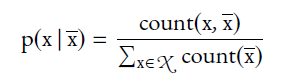 p(x | x̅) = count(x, x̅) / ∑x∈𝒳 count(x̅)